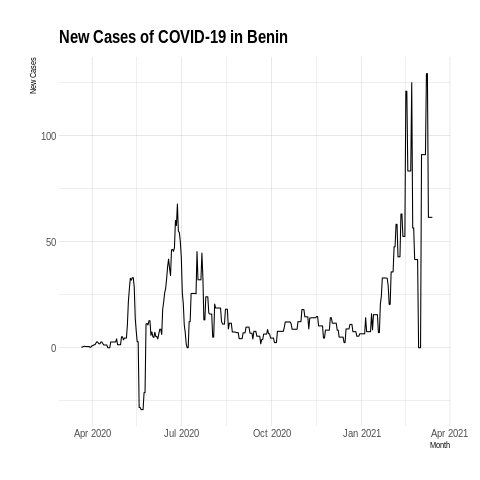 New Cases of COVID-19 in Benin
New Cases
100
50
0
Apr 2020 Jul 2020 Oct 2020 Jan 2021 Apr 2021
Month